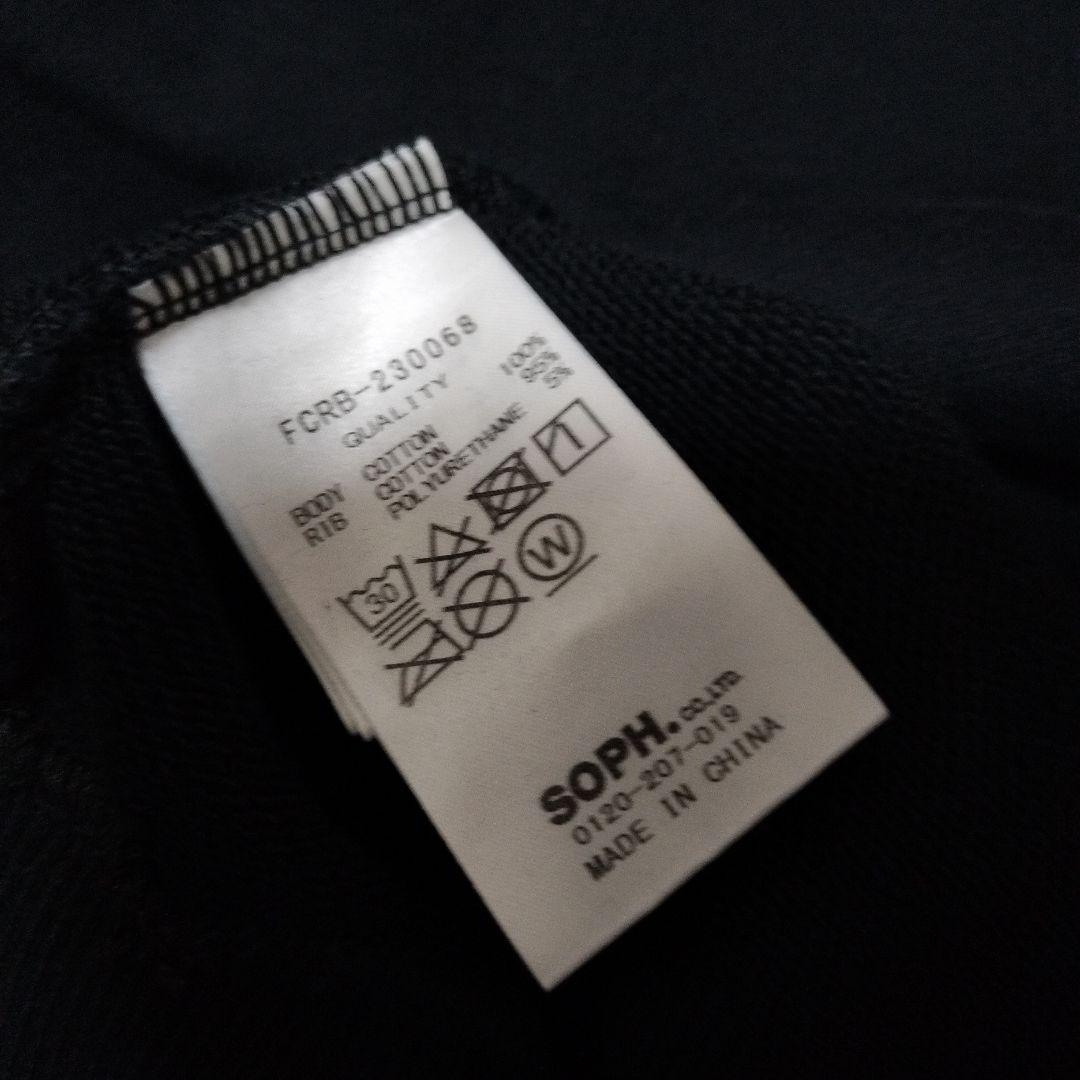 FCRB-230068
QUALITY
BODY COTTON 100%
RIB COTTON 95%
POLYURETHANE 5%
30
W
SOPH. CO.,LTD.
0120-207-019
MADE IN CHINA